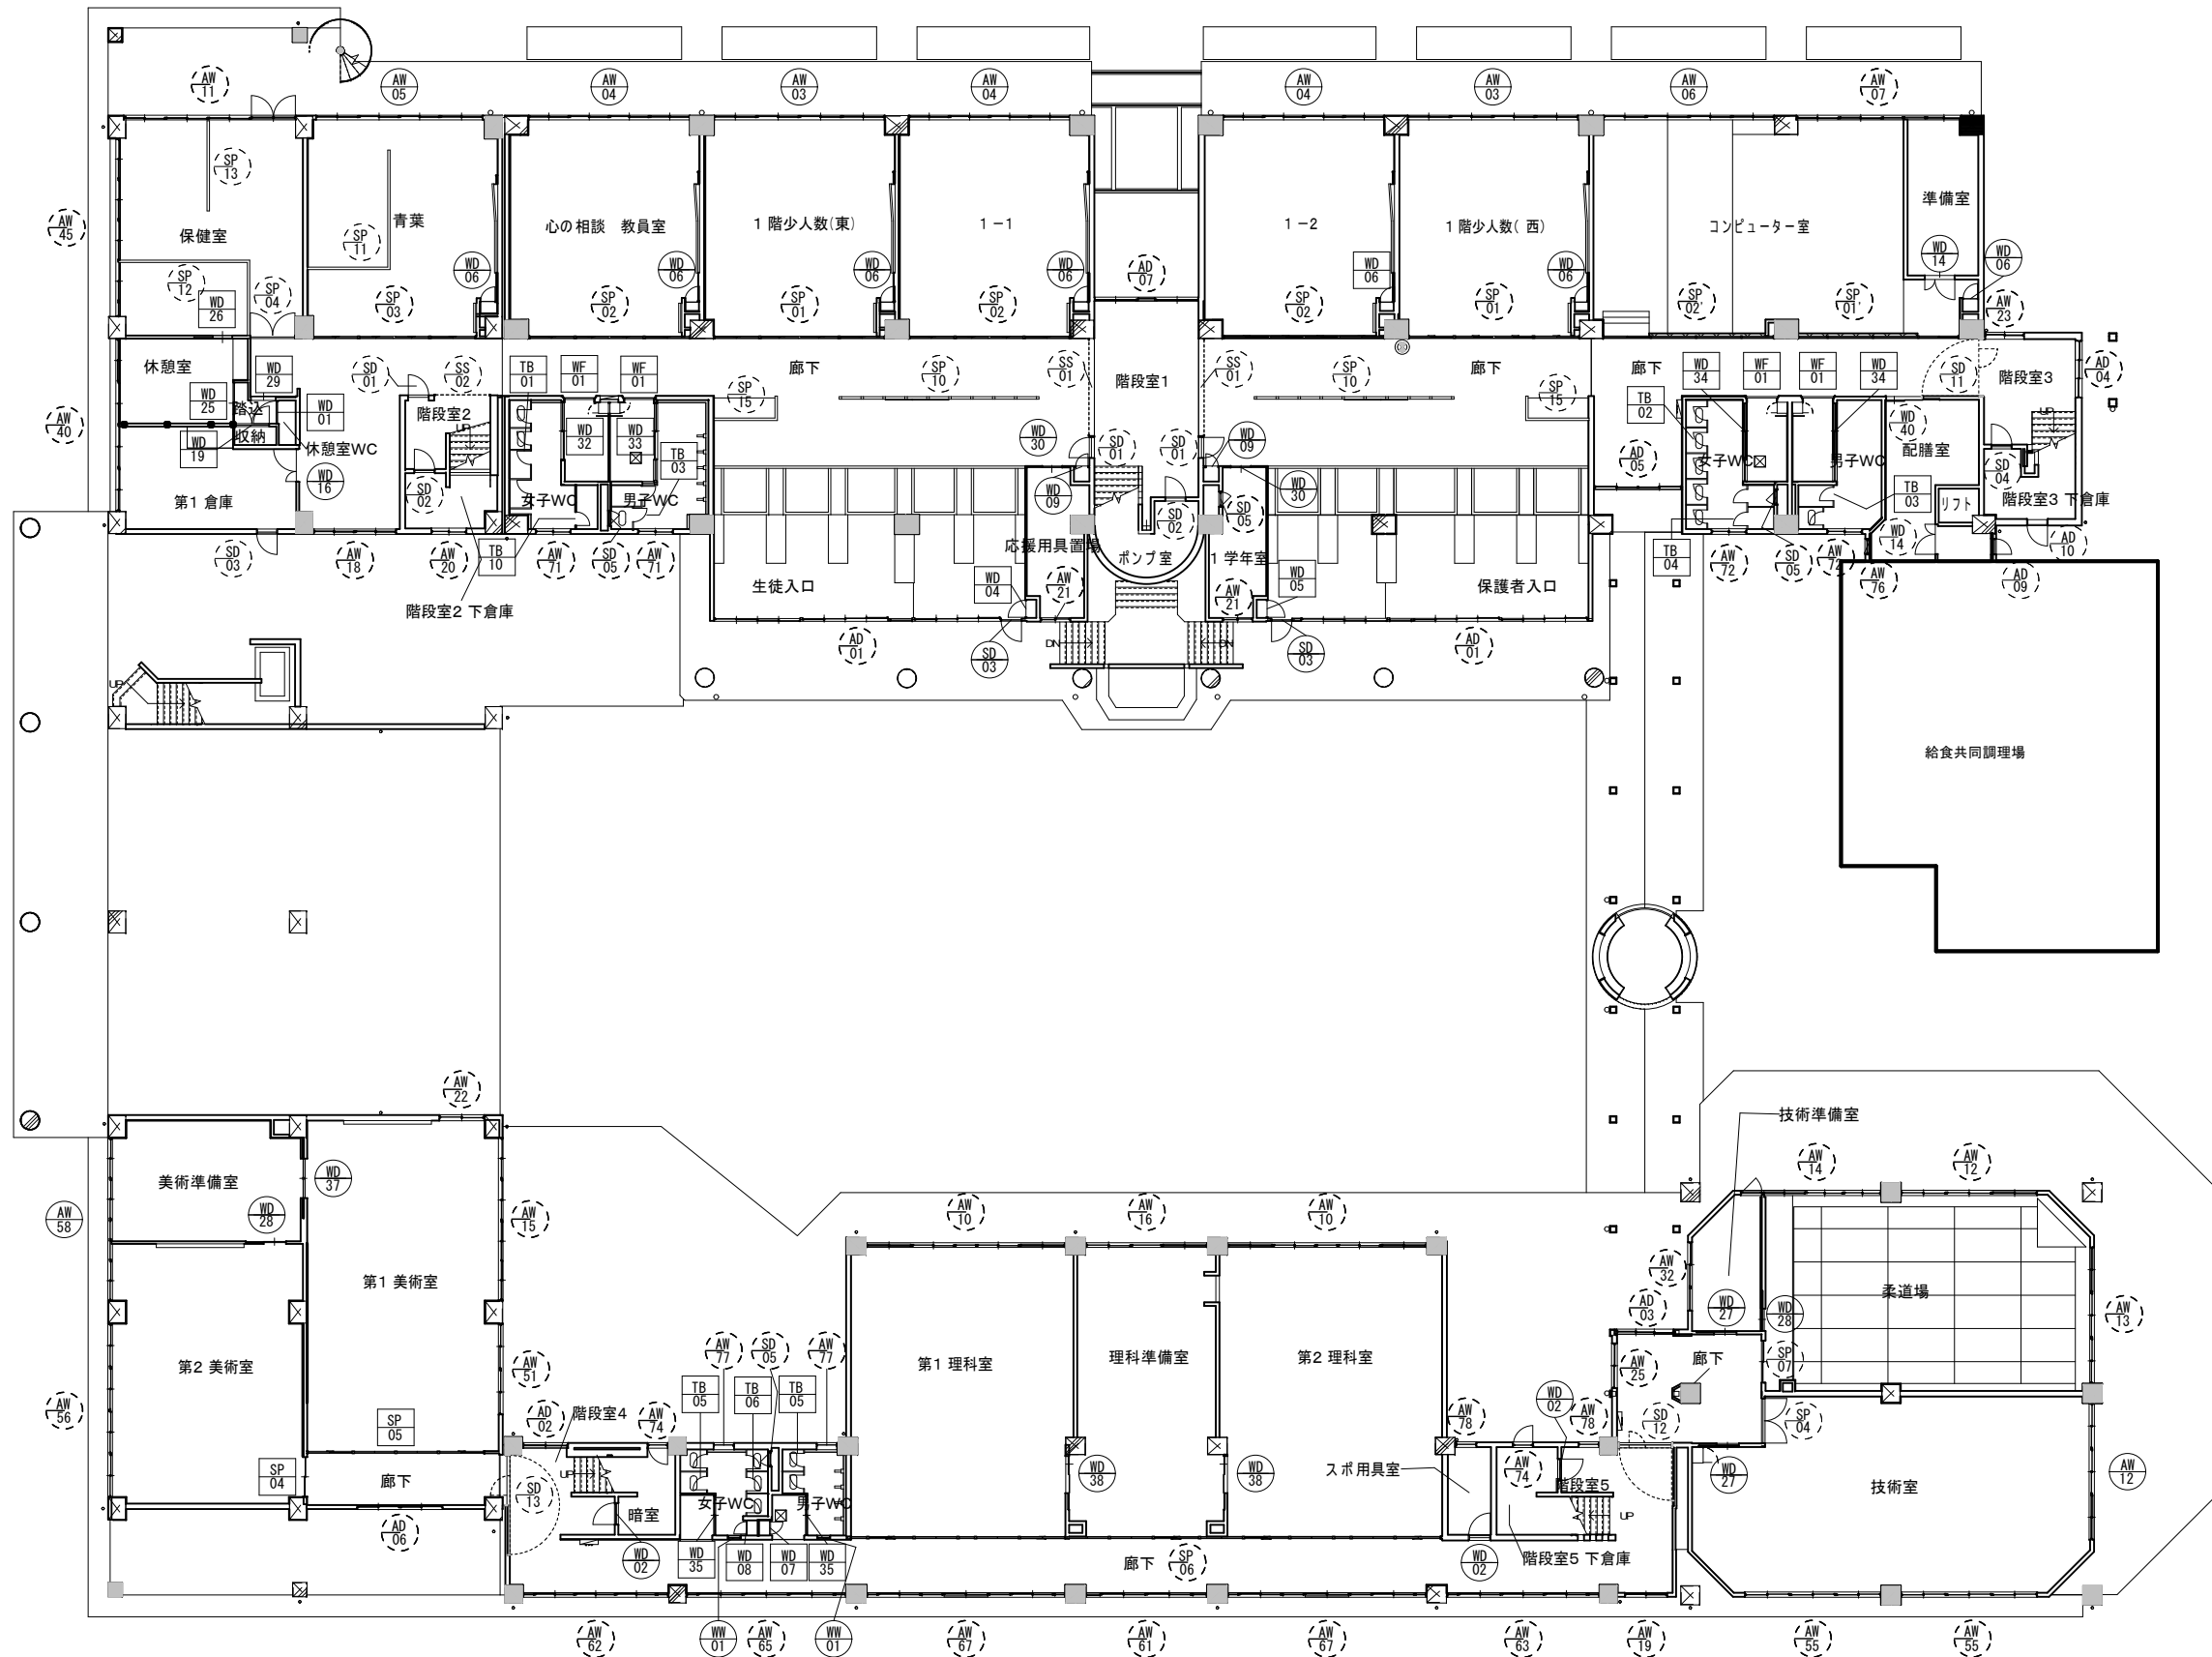 AW 11
AW 05
AW 04
AW 03
AW 04
AW 04
AW 03
AW 06
AW 07
SP 13
AW 45
保健室
SP 11
青葉
心の相談　教員室
1 階少人数(東)
1 －1
1 －2
1 階少人数( 西)
コンピューター室
準備室
WD 14
WD 06
SP 12
WD 26
SP 04
SP 03
WD 06
SP 02
WD 06
SP 01
WD 06
SP 02
WD 06
AD 07
SP 02
WD 06
SP 01
WD 06
SP 02'
SP 01'
AW 23
休憩室
WD 29
SD 01
SS 02
TB 01
WF 01
WF 01
廊下
SP 10
SS 01
階段室1
SS 01
SP 10
廊下
廊下
WD 34
WF 01
WF 01
WD 34
SD 11
階段室3
AD 04
AW 40
WD 25
踏込
WD 01
階段室2
UP
SP 15
SP 15
TB 02
WD 40
UP
WD 19
収納
休憩室WC
WD 32
WD 33
TB 03
WD 30
SD 01
SD 01
WD 09
AD 05
女子WC
男子WC
配膳室
第1 倉庫
WD 16
SD 02
女子WC
男子WC
WD 09
SD 02
SD 05
WD 30
TB 03
リフト
SD 04
階段室3 下倉庫
SD 03
AW 18
AW 20
TB 10
AW 71
SD 05
AW 71
応援用具置場
ポンプ室
1 学年室
TB 04
AW 72
SD 05
AW 72
WD 14
AD 10
階段室2 下倉庫
生徒入口
WD 04
AW 21
AW 21
WD 05
保護者入口
AW 76
AD 09
AD 01
SD 03
DN
DN
SD 03
AD 01
UP
給食共同調理場
AW 22
技術準備室
美術準備室
WD 37
WD 28
AW 58
AW 15
AW 10
AW 16
AW 10
AW 14
AW 12
第1 美術室
AW 32
AD 03
WD 27
WD 28
柔道場
AW 13
第2 美術室
AW 51
AW 77
SD 05
AW 77
第1 理科室
理科準備室
第2 理科室
AW 25
廊下
SP 07
AW 56
SP 05
AD 02
階段室4
AW 74
TB 05
TB 06
TB 05
AW 78
WD 02
AW 78
SD 12
SP 04
SP 04
廊下
SD 13
UP
暗室
女子WC
男子WC
WD 38
WD 38
スポ用具室
AW 74
階段室5
UP
WD 27
技術室
AW 12
AD 06
WD 02
WD 35
WD 08
WD 07
WD 35
廊下
SP 06
WD 02
階段室5 下倉庫
AW 62
WW 01
AW 65
WW 01
AW 67
AW 61
AW 67
AW 63
AW 19
AW 55
AW 55